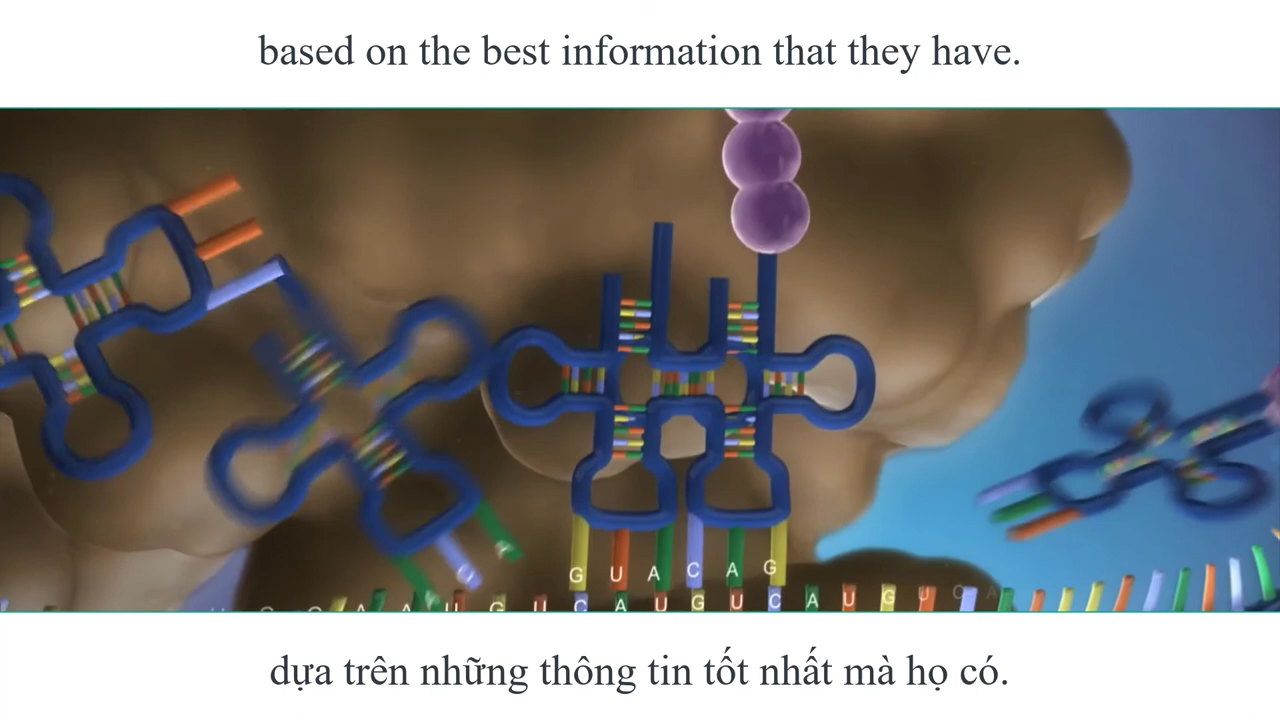 based on the best information that they have.
G U A C A G
U G U C A U G U C A U G U C A
dựa trên những thông tin tốt nhất mà họ có.